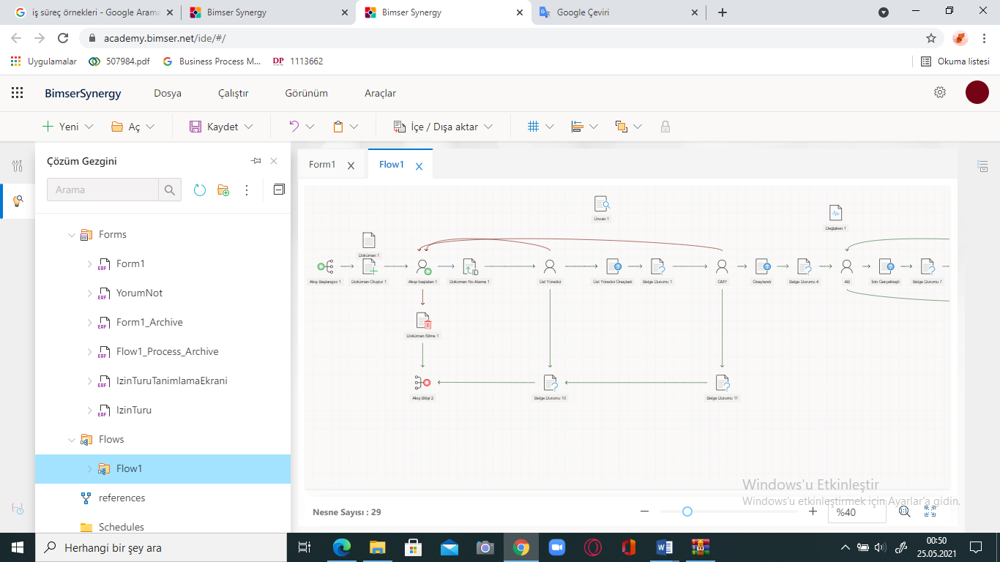 iş süreç örnekleri - Google Arama
Bimser Synergy
Bimser Synergy
Google Çeviri
academy.bimser.net/ide/#/
Uygulamalar
507984.pdf
Business Process M...
DP 1113662
Okuma listesi
BimserSynergy
Dosya
Çalıştır
Görünüm
Araçlar
Yeni
Aç
Kaydet
İçe / Dışa aktar
Çözüm Gezgini
Arama
Forms
Form1
YorumNot
Form1_Archive
Flow1_Process_Archive
IzinTuruTanimlamaEkrani
IzinTuru
Flows
Flow1
references
Schedules
Form1
Flow1
Ünvan 1
Değişken 1
Doküman 1
Akış Başlangıcı 1
Doküman Oluştur 1
Akışı başlatan 1
Doküman No Atama 1
Üst Yönetici
Üst Yönetici Onayladı
Belge Durumu 1
GMY
Onaylandı
Belge Durumu 4
AB
İzin Gerçekleşti
Belge Durumu 7
Doküman Silme 1
Akış Bitişi 2
Belge Durumu 10
Belge Durumu 11
Nesne Sayısı : 29
%40
Windows'u Etkinleştir
Windows'u etkinleştirmek için Ayarlar'a gidin.
Herhangi bir şey ara
00:50
25.05.2021